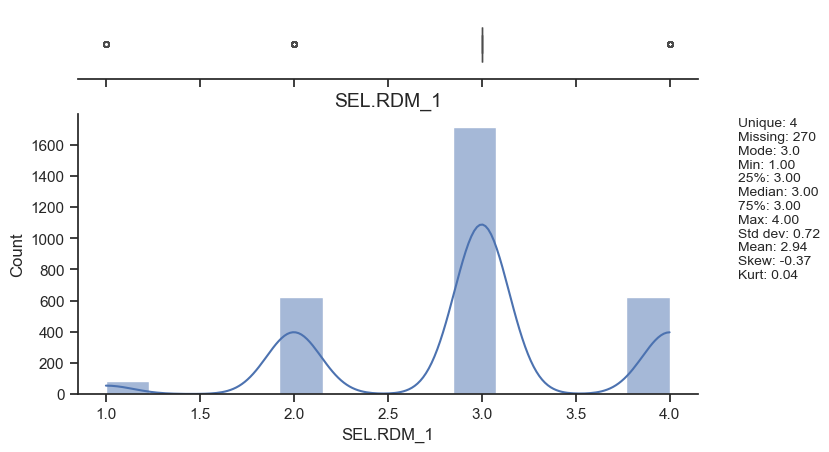 SEL.RDM_1
Unique: 4
Missing: 270
Mode: 3.0
Min: 1.00
25%: 3.00
Median: 3.00
75%: 3.00
Max: 4.00
Std dev: 0.72
Mean: 2.94
Skew: -0.37
Kurt: 0.04
1600
1400
1200
1000
800
600
400
200
0
Count
1.0 1.5 2.0 2.5 3.0 3.5 4.0
SEL.RDM_1